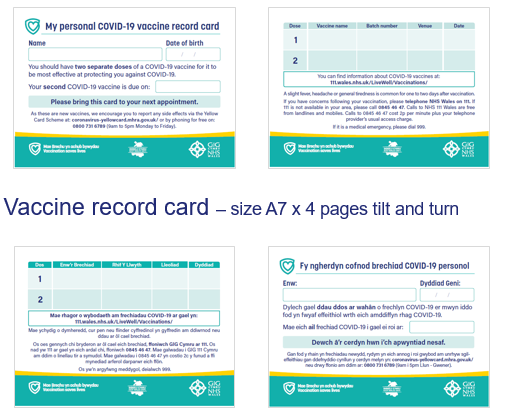 My personal COVID-19 vaccine record card
Name
Date of birth
You should have two separate doses of a COVID-19 vaccine for it to
be most effective at protecting you against COVID-19.
Your second COVID-19 vaccine is due on:
Please bring this card to your next appointment.
As these are new vaccines, we encourage you to report any side effects via the Yellow
Card Scheme at: coronavirus-yellowcard.mhra.gov.uk/ or by phoning for free on:
0800 731 6789 (9am to 5pm Monday to Friday).
Mae Brechu yn achub bywydau
Vaccination saves lives
GIG
CYMRU
NHS
WALES
Dose Vaccine name Batch number Venue Date
1
2
You can find information about COVID-19 vaccines at:
111.wales.nhs.uk/LiveWell/Vaccinations/
A slight fever, headache or general tiredness is common for one to two days after vaccination.
If you have concerns following your vaccination, please telephone NHS Wales on 111. If
111 is not available in your area, please call 0845 46 47. Calls to NHS 111 Wales are free
from landlines and mobiles. Calls to 0845 46 47 cost 2p per minute plus your telephone
provider's usual access charge.
If it is a medical emergency, please dial 999.
Mae Brechu yn achub bywydau
Vaccination saves lives
GIG
CYMRU
NHS
WALES
Vaccine record card – size A7 x 4 pages tilt and turn
Dos Enw'r Brechiad Rhif Y Llwyth Lleoliad Dyddiad
1
2
Mae rhagor o wybodaeth am frechiadau COVID-19 ar gael yn:
111.wales.nhs.uk/LiveWell/Vaccinations/
Mae ychydig o dymheredd, cur pen neu flinder cyffredinol yn gyffredin am ddiwrnod neu
ddau ar ôl cael brechiad.
Os oes gennych chi bryderon ar ôl cael eich brechiad, ffoniwch GIG Cymru ar 111. Os
nad yw 111 ar gael yn eich ardal chi, ffoniwch 0845 46 47. Mae galwadau i GIG 111 Cymru
am ddim o linellau tir a symudol. Mae galwadau i 0845 46 47 yn costio 2c y funud a ffi
mynediad arferol darparwr eich ffôn.
Os yw'n argyfwng meddygol, deialwch 999.
Mae Brechu yn achub bywydau
Vaccination saves lives
GIG
CYMRU
NHS
WALES
Fy ngherdyn cofnod brechiad COVID-19 personol
Enw:
Dyddiad Geni:
Dylech gael ddau ddos ar wahân o frechlyn COVID-19 er mwyn iddo
fod yn fwyaf effeithiol wrth eich amddiffyn rhag COVID-19.
Mae eich ail frechiad COVID-19 i gael ei roi ar:
Dewch â'r cerdyn hwn i'ch apwyntiad nesaf.
Gan fod y rhain yn frechiadau newydd, rydym yn eich annog i roi gwybod am unrhyw sgîl-
effeithiau gan ddefnyddio cynllun y cerdyn melyn yn: coronavirus-yellowcard.mhra.gov.uk/
neu drwy ffonio am ddim ar: 0800 731 6789 (9am i 5pm Llun - Gwener).
Mae Brechu yn achub bywydau
Vaccination saves lives
GIG
CYMRU
NHS
WALES